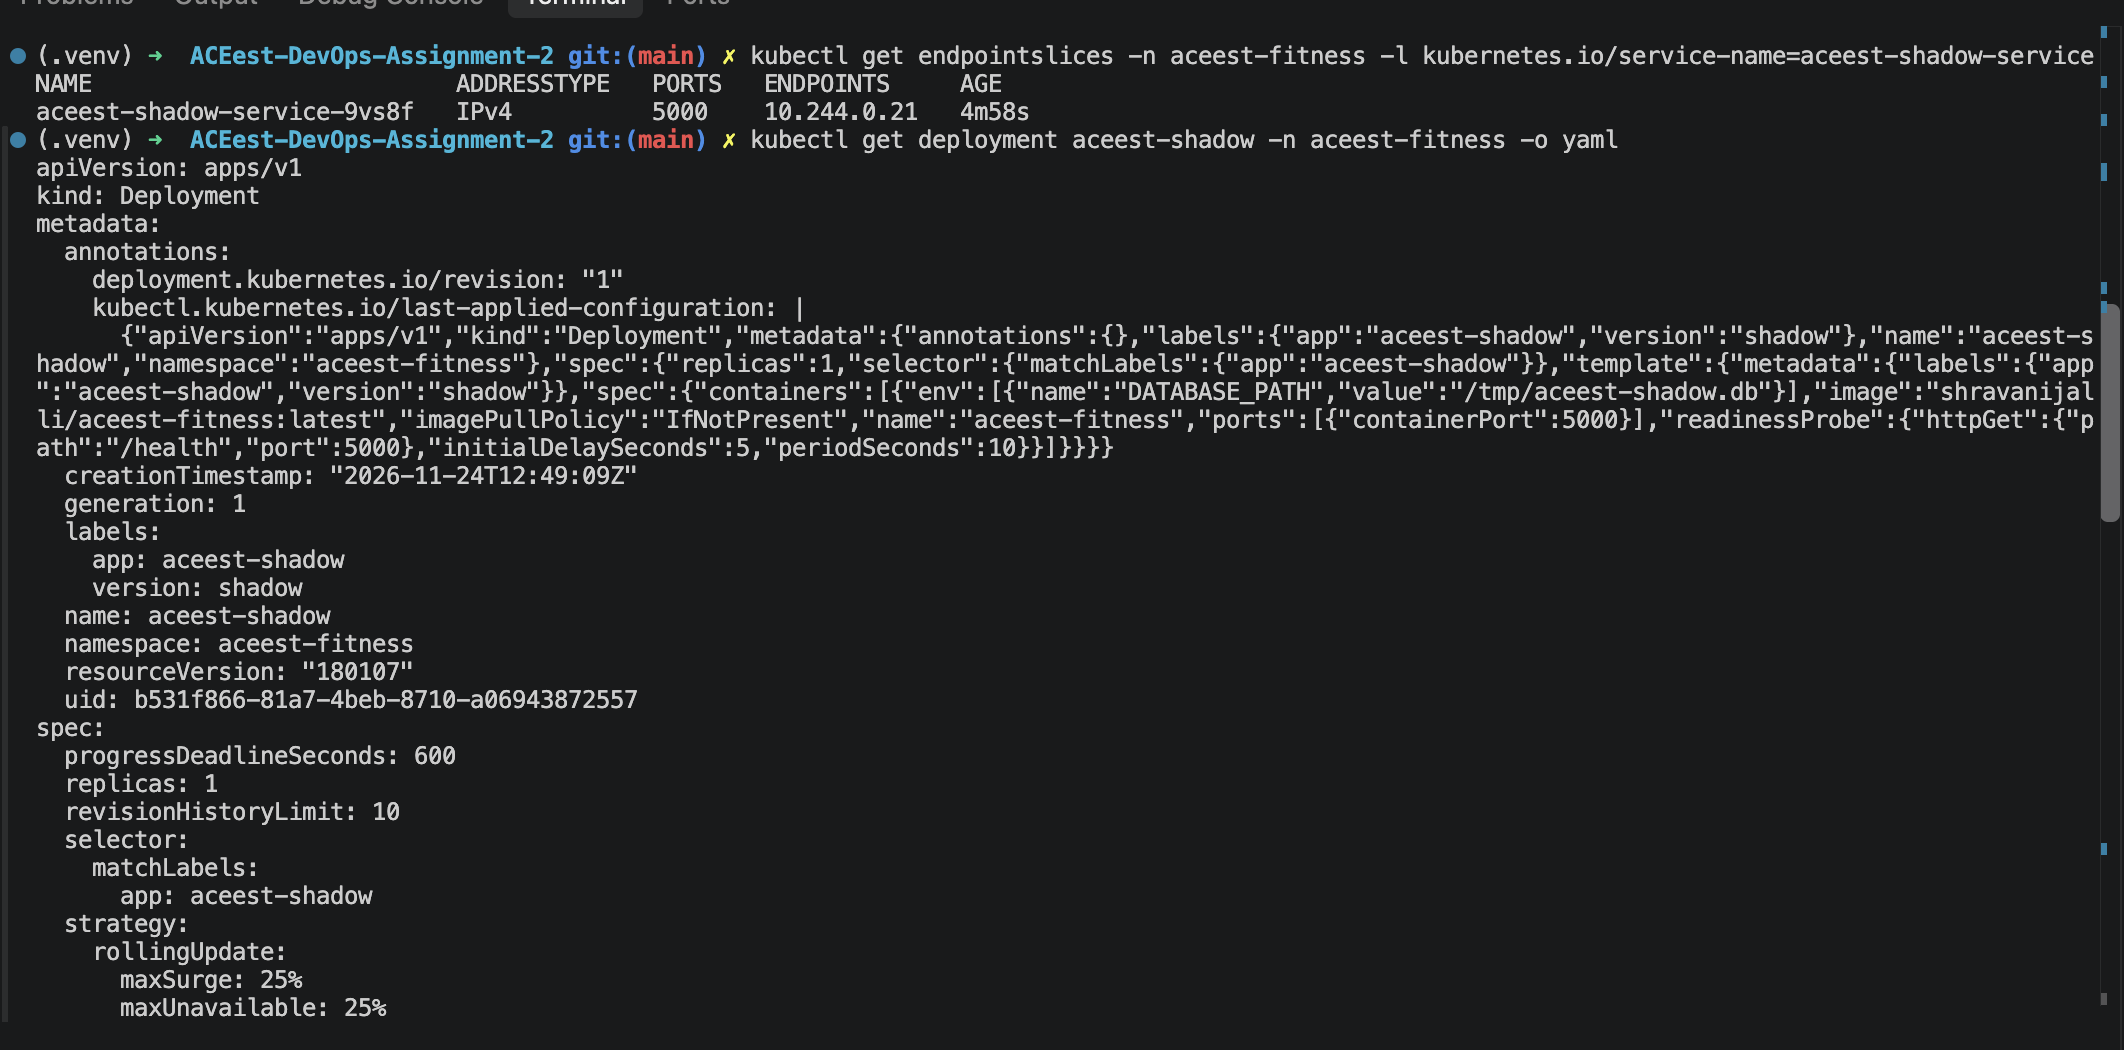 Problems Output Debug Console Terminal Ports
(.venv) ➜ ACEest-DevOps-Assignment-2 git:(main) ✗ kubectl get endpointslices -n aceest-fitness -l kubernetes.io/service-name=aceest-shadow-service
NAME ADDRESSTYPE PORTS ENDPOINTS AGE
aceest-shadow-service-9vs8f IPv4 5000 10.244.0.21 4m58s
(.venv) ➜ ACEest-DevOps-Assignment-2 git:(main) ✗ kubectl get deployment aceest-shadow -n aceest-fitness -o yaml
apiVersion: apps/v1
kind: Deployment
metadata:
  annotations:
    deployment.kubernetes.io/revision: "1"
    kubectl.kubernetes.io/last-applied-configuration: |
      {"apiVersion":"apps/v1","kind":"Deployment","metadata":{"annotations":{},"labels":{"app":"aceest-shadow","version":"shadow"},"name":"aceest-s
hadow","namespace":"aceest-fitness"},"spec":{"replicas":1,"selector":{"matchLabels":{"app":"aceest-shadow"}},"template":{"metadata":{"labels":{"app
":"aceest-shadow","version":"shadow"}},"spec":{"containers":[{"env":[{"name":"DATABASE_PATH","value":"/tmp/aceest-shadow.db"}],"image":"shravanijal
li/aceest-fitness:latest","imagePullPolicy":"IfNotPresent","name":"aceest-fitness","ports":[{"containerPort":5000}],"readinessProbe":{"httpGet":{"p
ath":"/health","port":5000},"initialDelaySeconds":5,"periodSeconds":10}}]}}}}
  creationTimestamp: "2026-11-24T12:49:09Z"
  generation: 1
  labels:
    app: aceest-shadow
    version: shadow
  name: aceest-shadow
  namespace: aceest-fitness
  resourceVersion: "180107"
  uid: b531f866-81a7-4beb-8710-a06943872557
spec:
  progressDeadlineSeconds: 600
  replicas: 1
  revisionHistoryLimit: 10
  selector:
    matchLabels:
      app: aceest-shadow
  strategy:
    rollingUpdate:
      maxSurge: 25%
      maxUnavailable: 25%